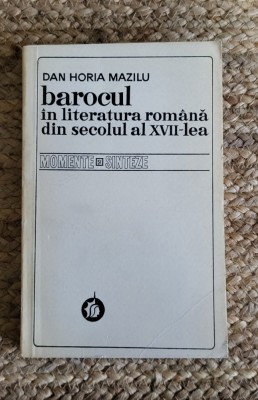 DAN HORIA MAZILU
barocul
în literatura română
din secolul al XVII-lea
MOMENTE SINTEZE